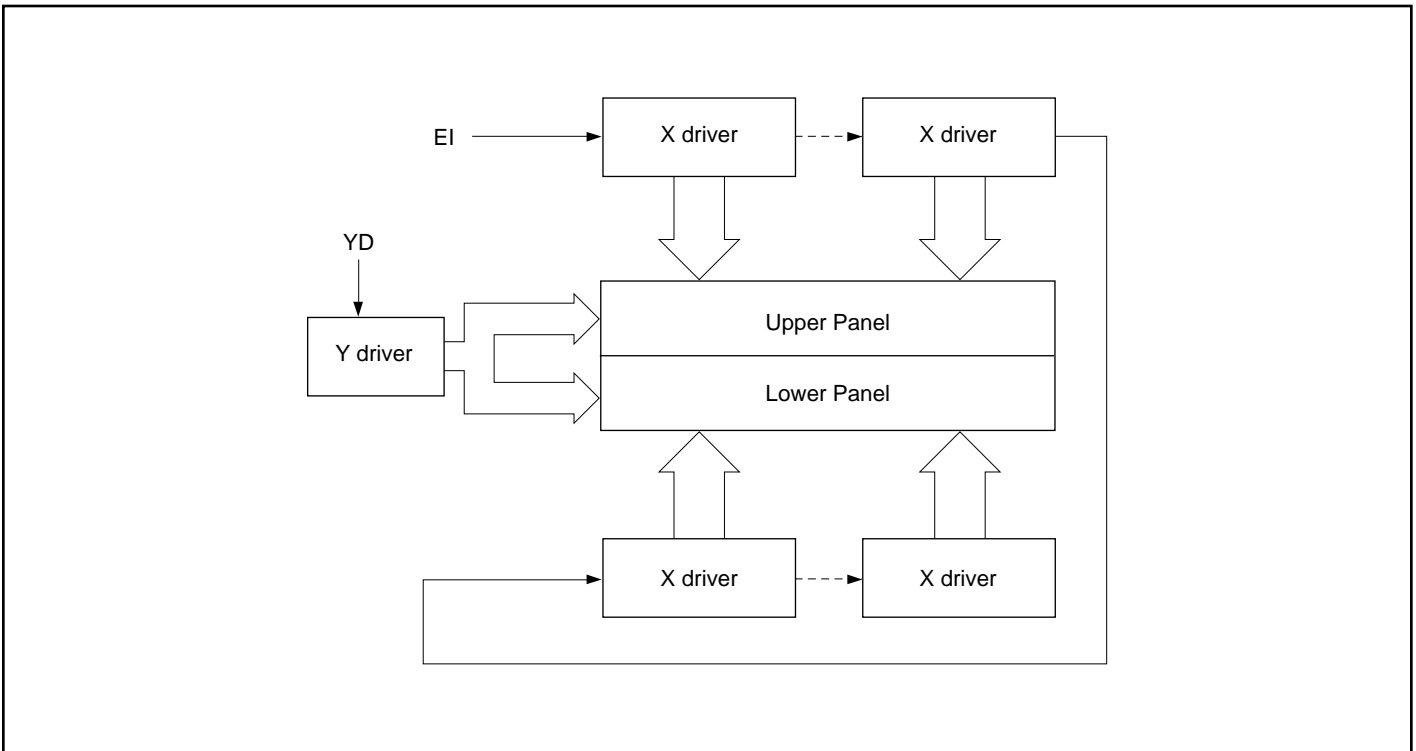 EI
X driver
X driver
YD
Y driver
Upper Panel
Lower Panel
X driver
X driver